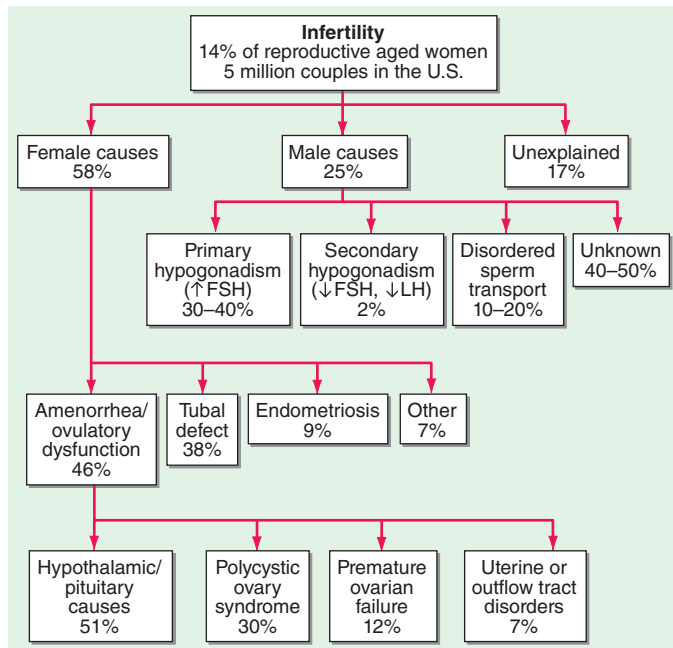 Infertility
14% of reproductive aged women
5 million couples in the U.S.
Female causes
58%
Male causes
25%
Unexplained
17%
Primary
hypogonadism
(↑FSH)
30–40%
Secondary
hypogonadism
(↓FSH, ↓LH)
2%
Disordered
sperm
transport
10–20%
Unknown
40–50%
Amenorrhea/
ovulatory
dysfunction
46%
Tubal
defect
38%
Endometriosis
9%
Other
7%
Hypothalamic/
pituitary
causes
51%
Polycystic
ovary
syndrome
30%
Premature
ovarian
failure
12%
Uterine or
outflow tract
disorders
7%